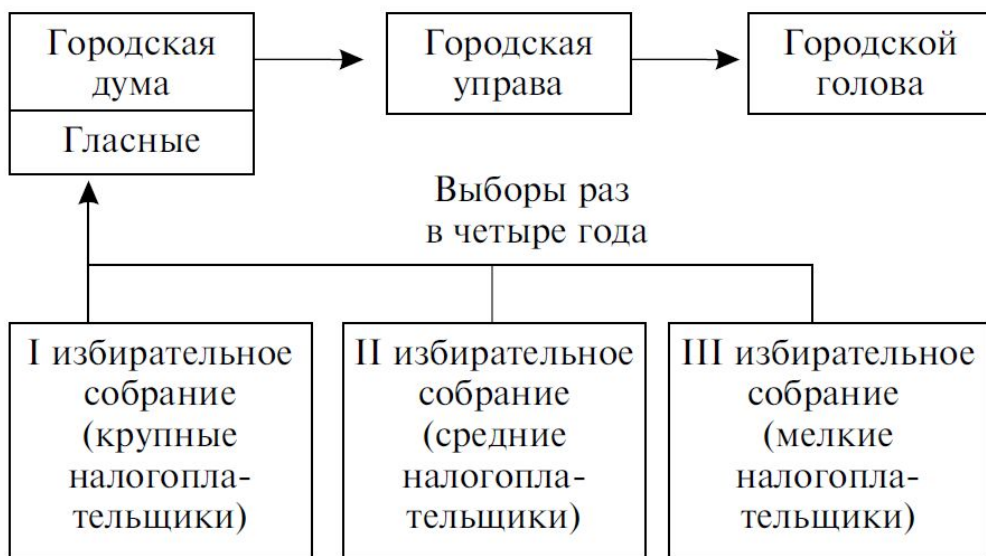 Городская
дума
Гласные
Городская
управа
Городской
голова
Выборы раз
в четыре года
I избирательное
собрание
(крупные
налогопла-
тельщики)
II избирательное
собрание
(средние
налогопла-
тельщики)
III избирательное
собрание
(мелкие
налогопла-
тельщики)